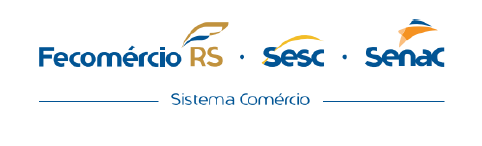 Fecomércio RS · Sesc · Senac
Sistema Comércio